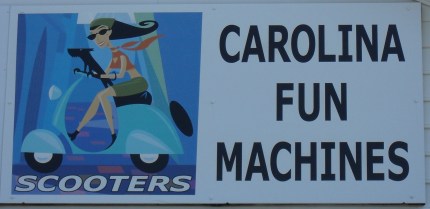 SCOOTERS
CAROLINA
FUN
MACHINES